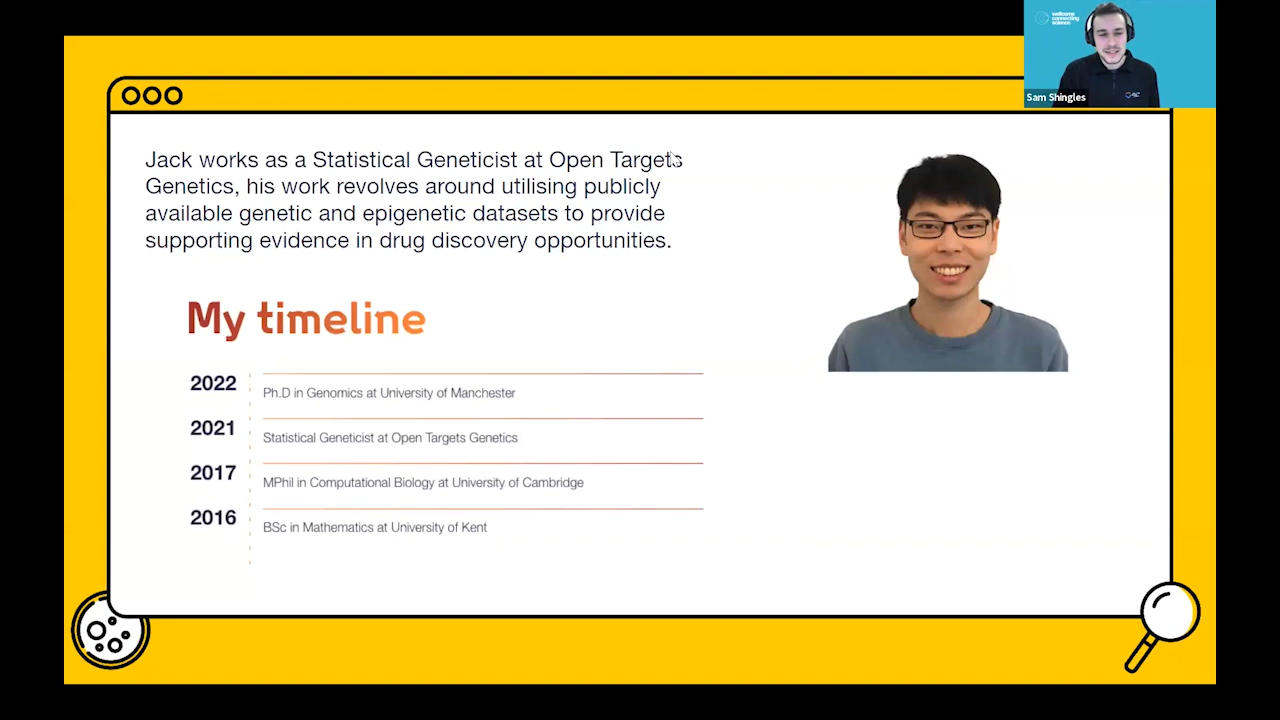 wellcome
connecting
science
Sam Shingles
Jack works as a Statistical Geneticist at Open Targets
Genetics, his work revolves around utilising publicly
available genetic and epigenetic datasets to provide
supporting evidence in drug discovery opportunities.
My timeline
2022
Ph.D in Genomics at University of Manchester
2021
Statistical Geneticist at Open Targets Genetics
2017
MPhil in Computational Biology at University of Cambridge
2016
BSc in Mathematics at University of Kent